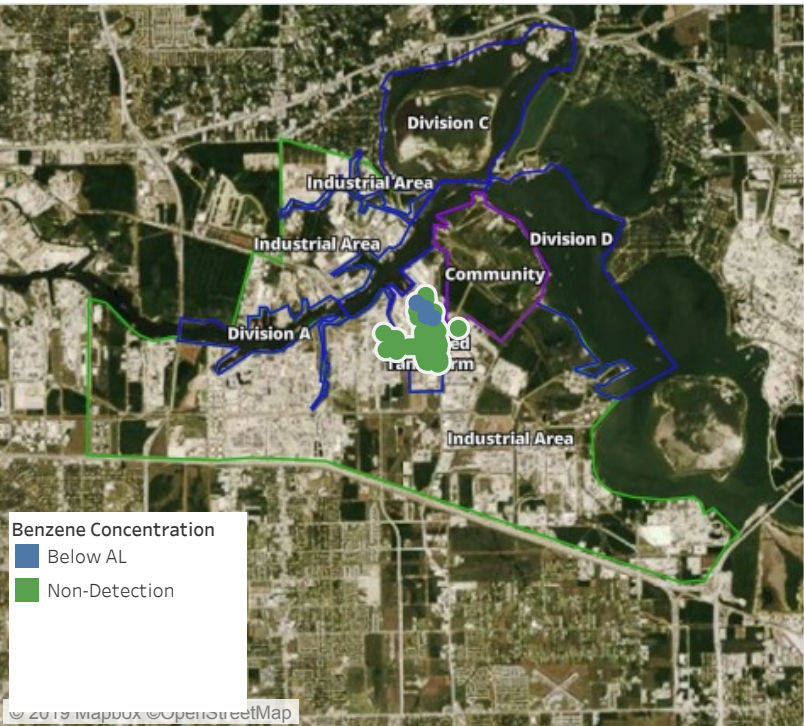 Division C
Industrial Area
Industrial Area
Division D
Community
Division A
Industrial Area
Benzene Concentration
Below AL
Non-Detection
© 2019 Mapbox ©OpenStreetMap